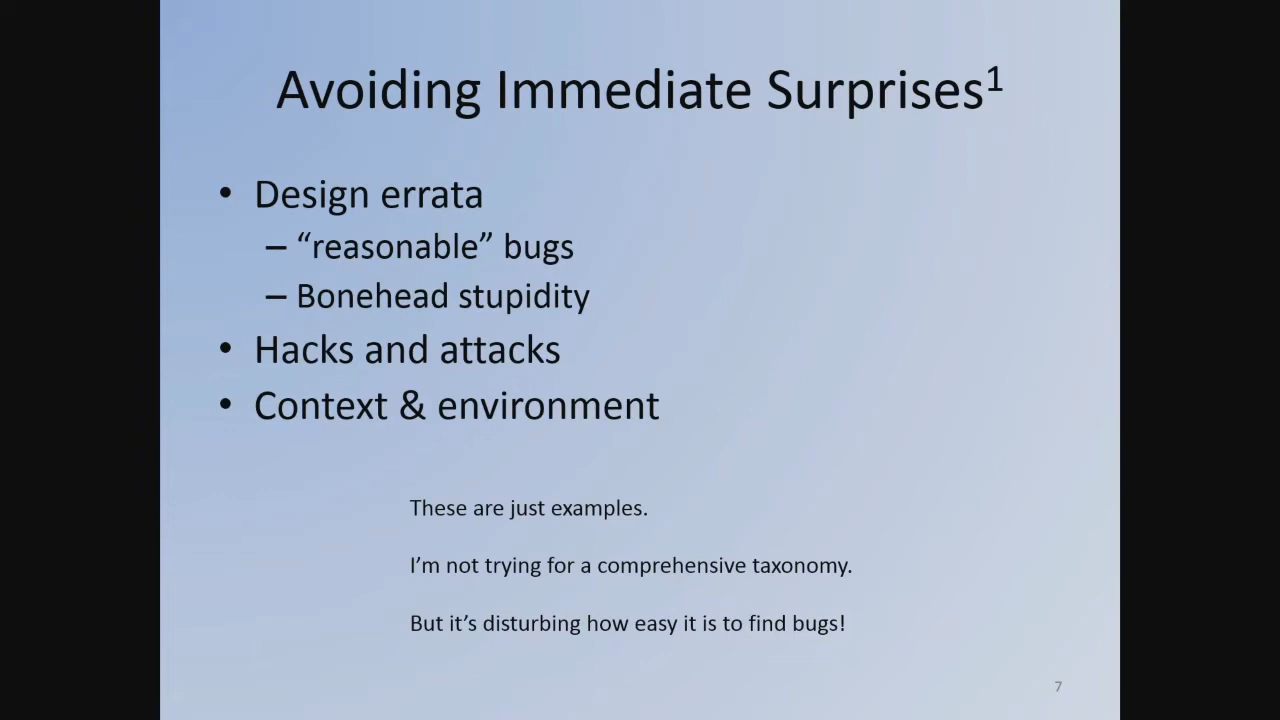 Avoiding Immediate Surprises¹
• Design errata
– “reasonable” bugs
– Bonehead stupidity
• Hacks and attacks
• Context & environment
These are just examples.
I’m not trying for a comprehensive taxonomy.
But it’s disturbing how easy it is to find bugs!
7